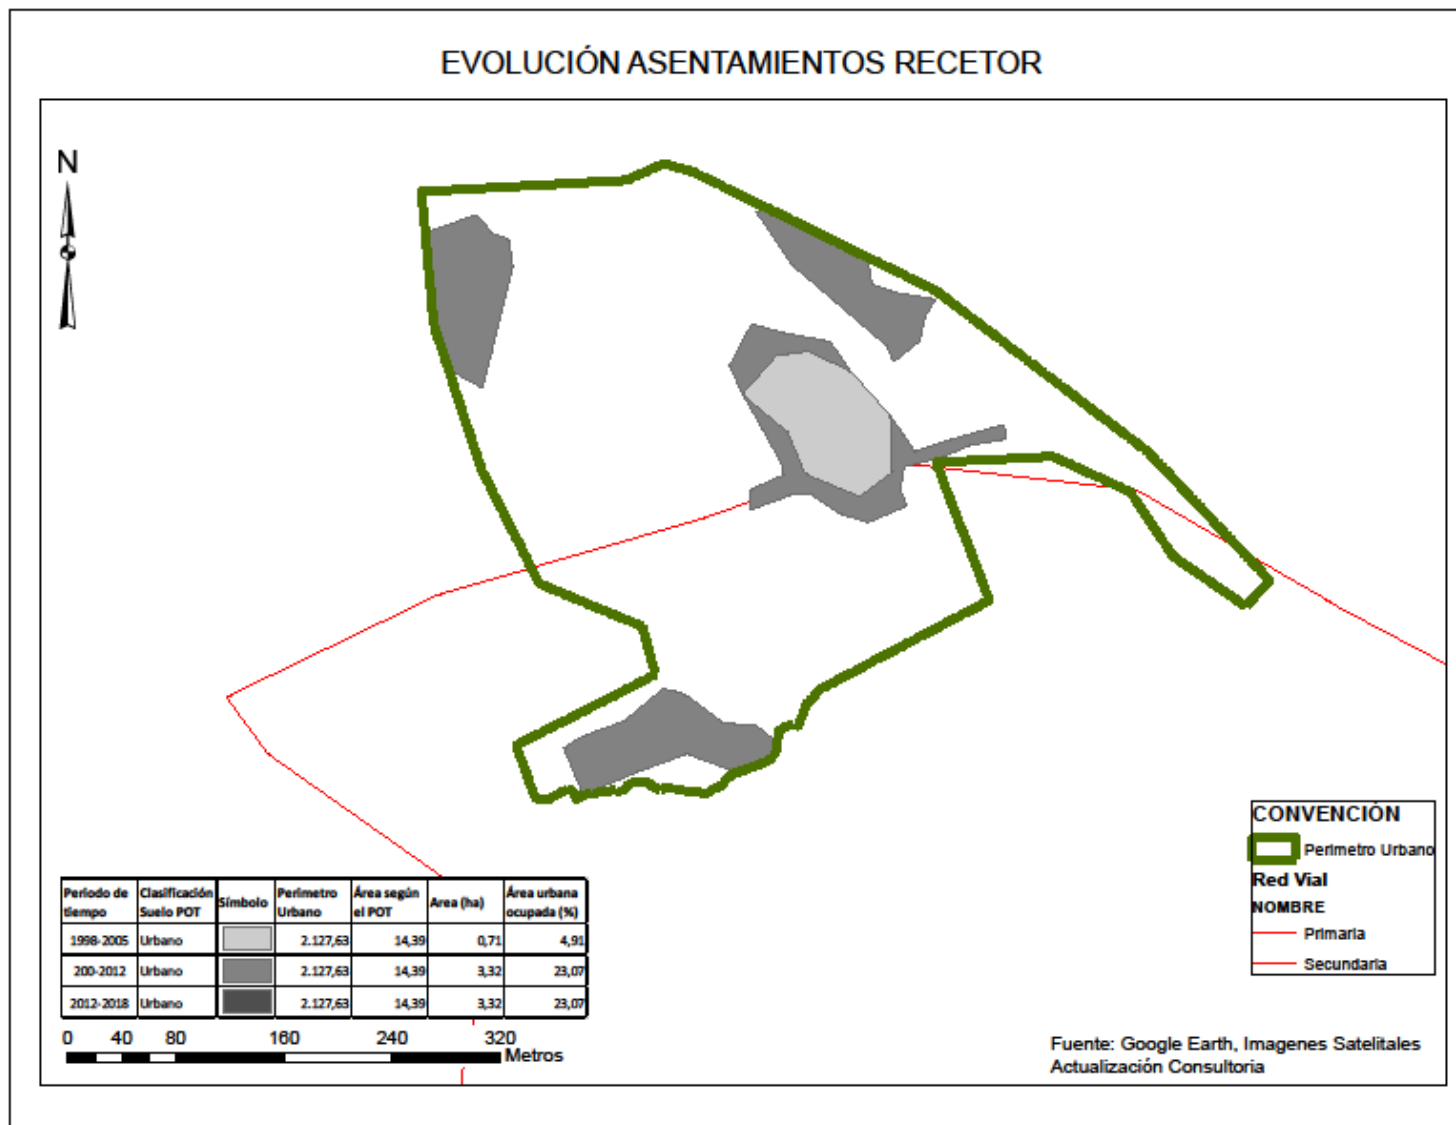 EVOLUCIÓN ASENTAMIENTOS RECETOR
N
CONVENCIÓN
Perimetro Urbano
Red Vial
NOMBRE
Primaria
Secundaria
Periodo de tiempo Clasificación Suelo POT Símbolo Perimetro Urbano Área según el POT Area (ha) Área urbana ocupada (%)
1998-2005 Urbano 2.127,63 14,39 0,71 4,91
200-2012 Urbano 2.127,63 14,39 3,32 23,07
2012-2018 Urbano 2.127,63 14,39 3,32 23,07
0 40 80 160 240 320
Metros
Fuente: Google Earth, Imagenes Satelitales
Actualización Consultoria